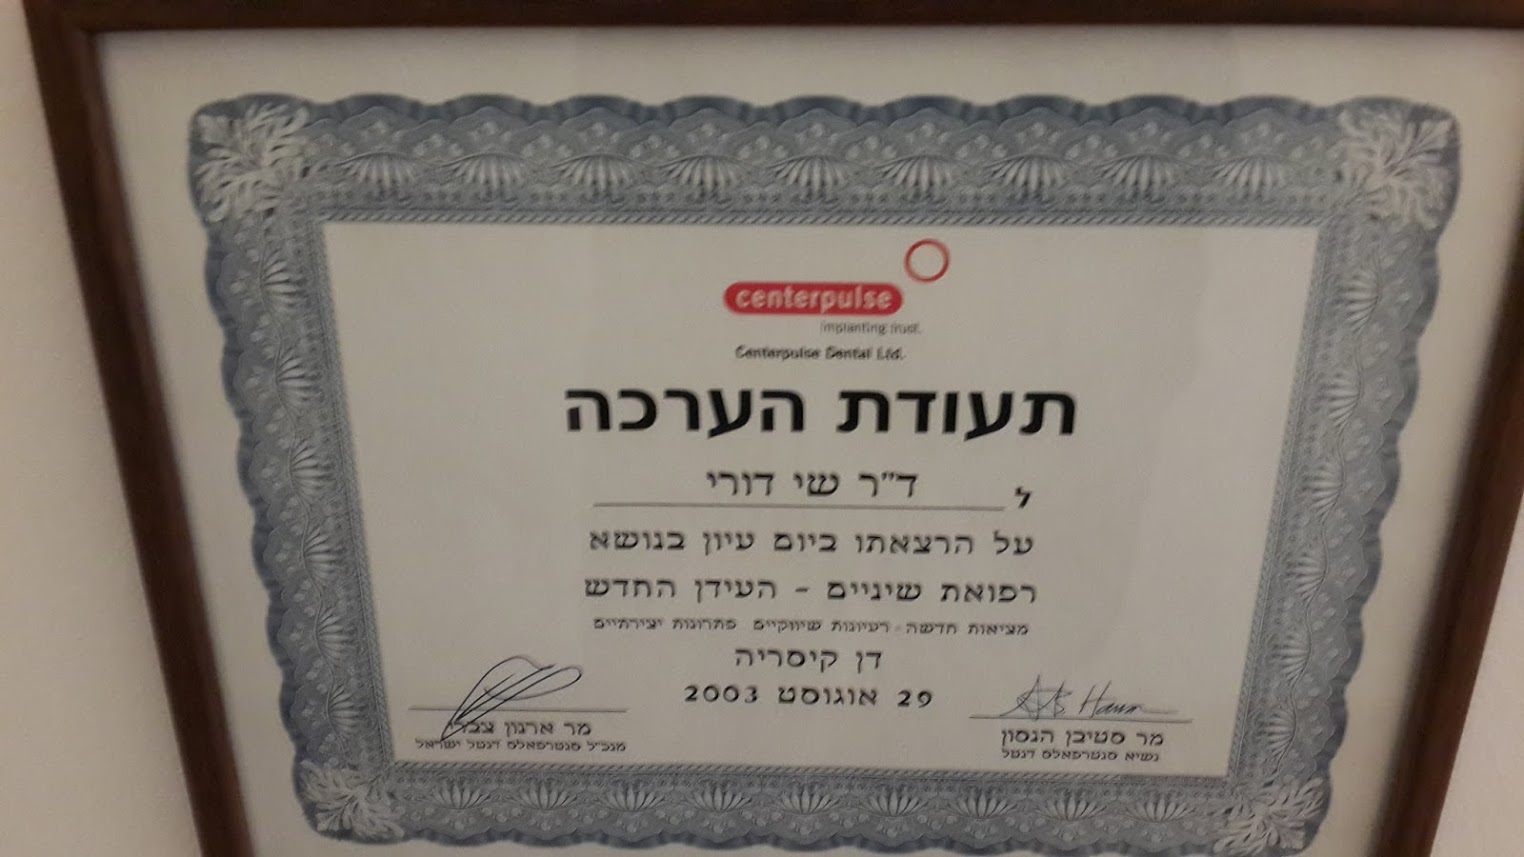 centerpulse
implanting trust.
Centerpulse Dental Ltd.
תעודת הערכה
ל ד״ר שי דורי
על הרצאתו ביום עיון בנושא
רפואת שיניים - העידן החדש
מציאות חדשה - רעיונות שיווקיים פתרונות יצירתיים
דן קיסריה
29 אוגוסט 2003
מר סטיבן הנסון
נשיא סנטרפאלס דנטל
מר ארנון
מנכ״ל סנטרפאלס דנטל ישראל